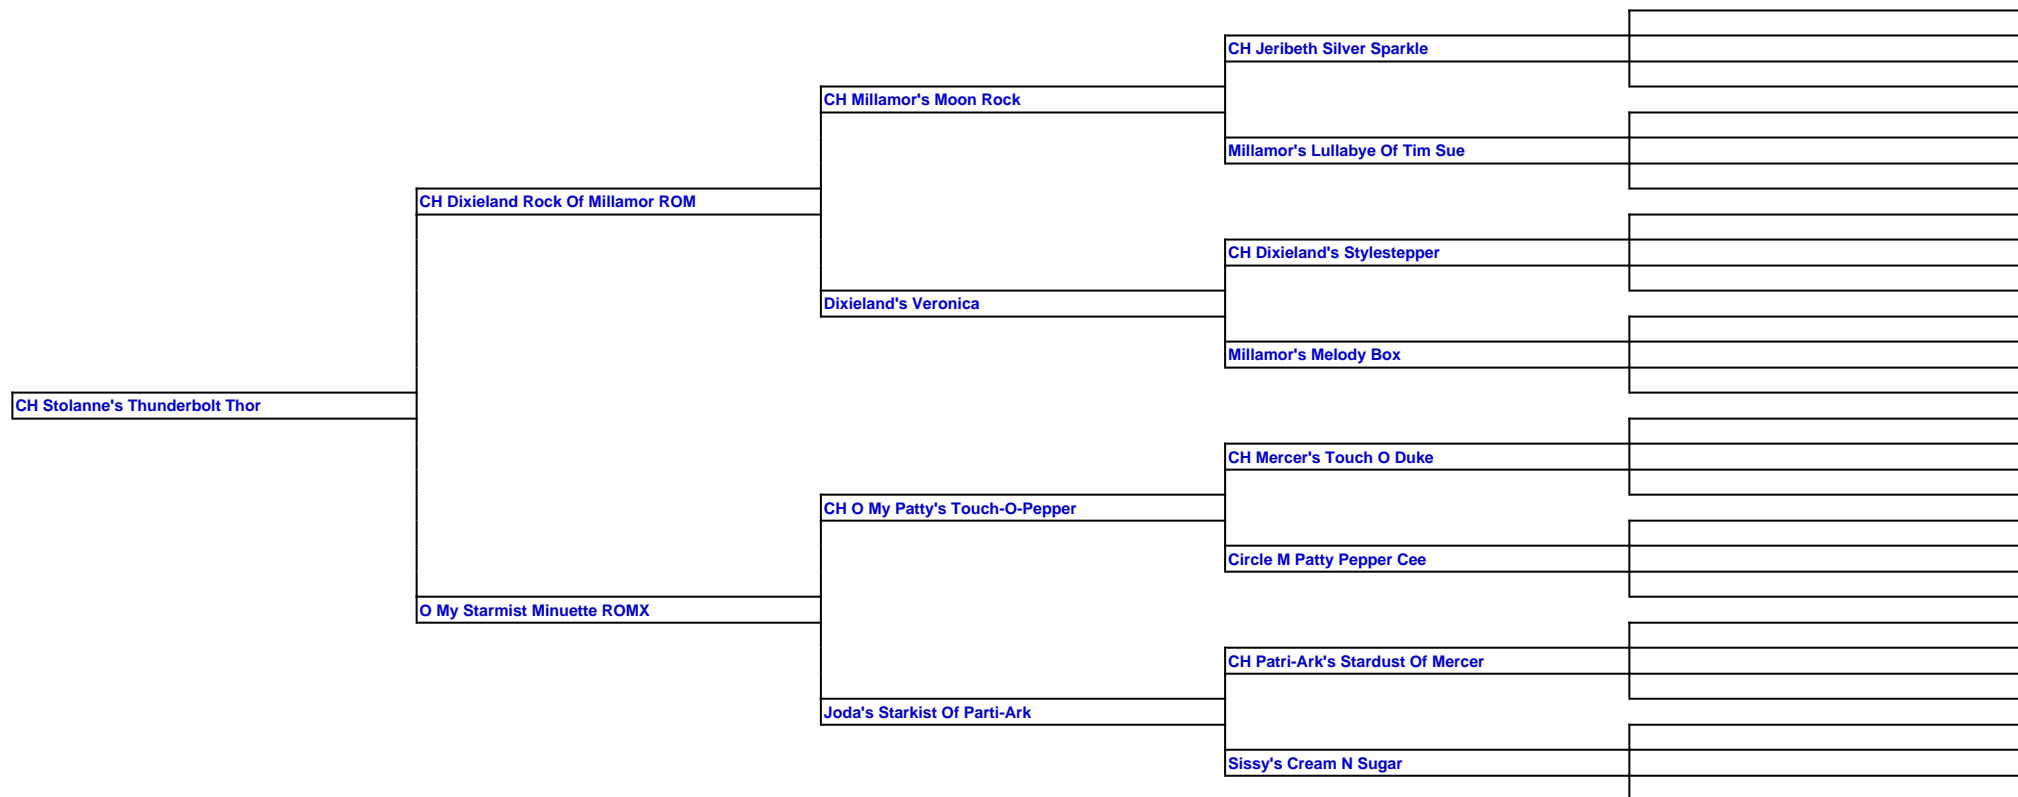 CH Jeribeth Silver Sparkle
CH Millamor's Moon Rock
Millamor's Lullabye Of Tim Sue
CH Dixieland Rock Of Millamor ROM
CH Dixieland's Stylestepper
Dixieland's Veronica
Millamor's Melody Box
CH Stolanne's Thunderbolt Thor
CH Mercer's Touch O Duke
CH O My Patty's Touch-O-Pepper
Circle M Patty Pepper Cee
O My Starmist Minuette ROMX
CH Patri-Ark's Stardust Of Mercer
Joda's Starkist Of Parti-Ark
Sissy's Cream N Sugar